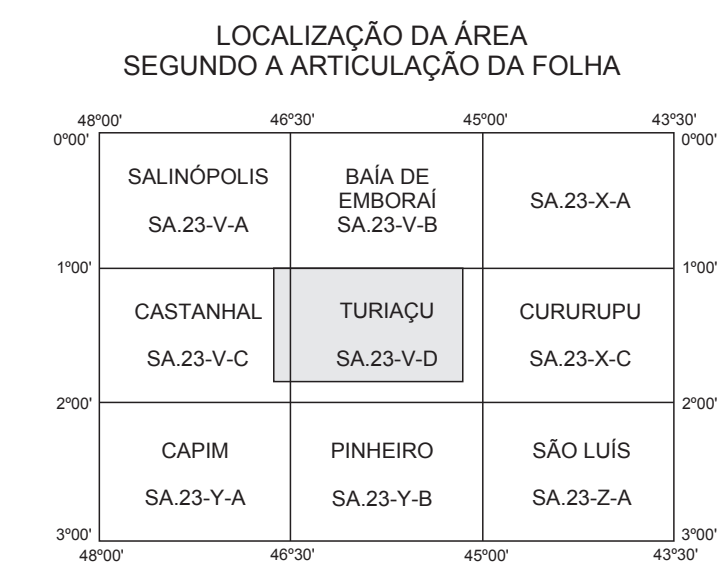 LOCALIZAÇÃO DA ÁREA
SEGUNDO A ARTICULAÇÃO DA FOLHA
48º00' 46º30' 45º00' 43º30'
0º00' 0º00'
SALINÓPOLIS
SA.23-V-A
BAÍA DE
EMBORAÍ
SA.23-V-B
SA.23-X-A
1º00' 1º00'
CASTANHAL
SA.23-V-C
TURIAÇU
SA.23-V-D
CURURUPU
SA.23-X-C
2º00' 2º00'
CAPIM
SA.23-Y-A
PINHEIRO
SA.23-Y-B
SÃO LUÍS
SA.23-Z-A
3º00' 3º00'
48º00' 46º30' 45º00' 43º30'